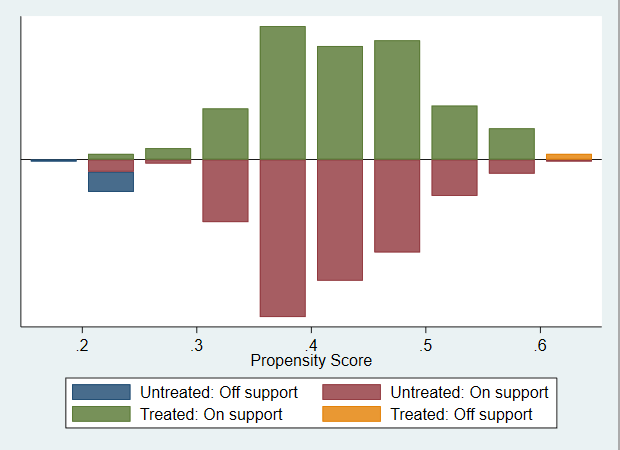 .2 .3 .4 .5 .6
Propensity Score
Untreated: Off support Untreated: On support
Treated: On support Treated: Off support